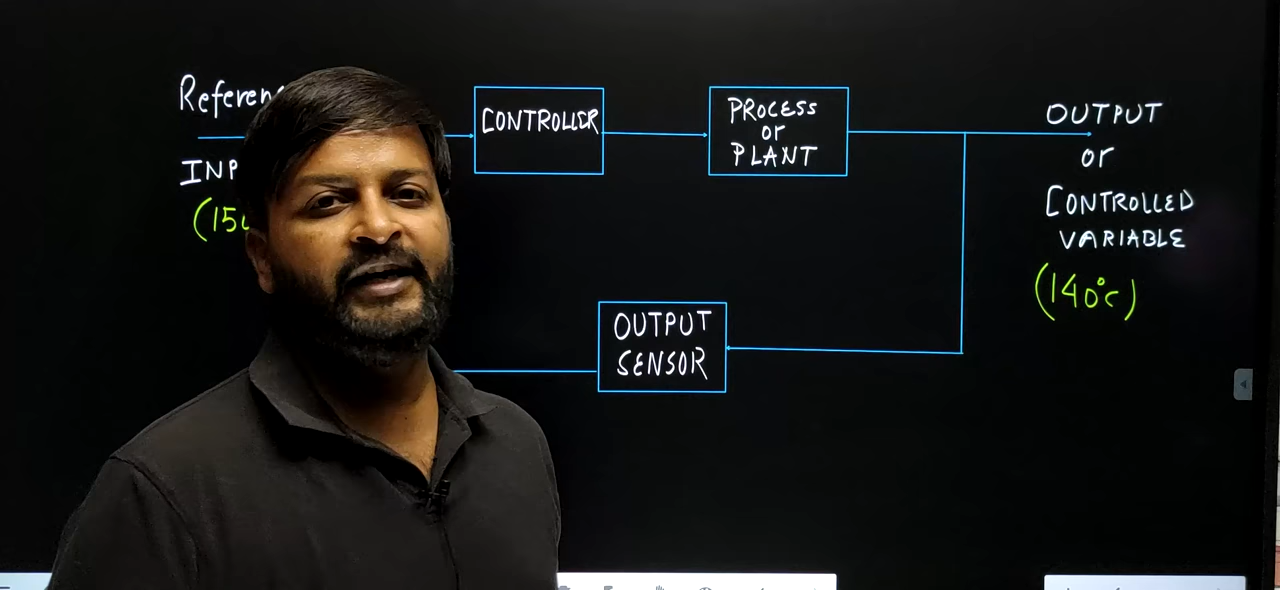 CONTROLLER
PROCESS
or
PLANT
OUTPUT
or
CONTROLLED
VARIABLE
(140°c)
OUTPUT
SENSOR